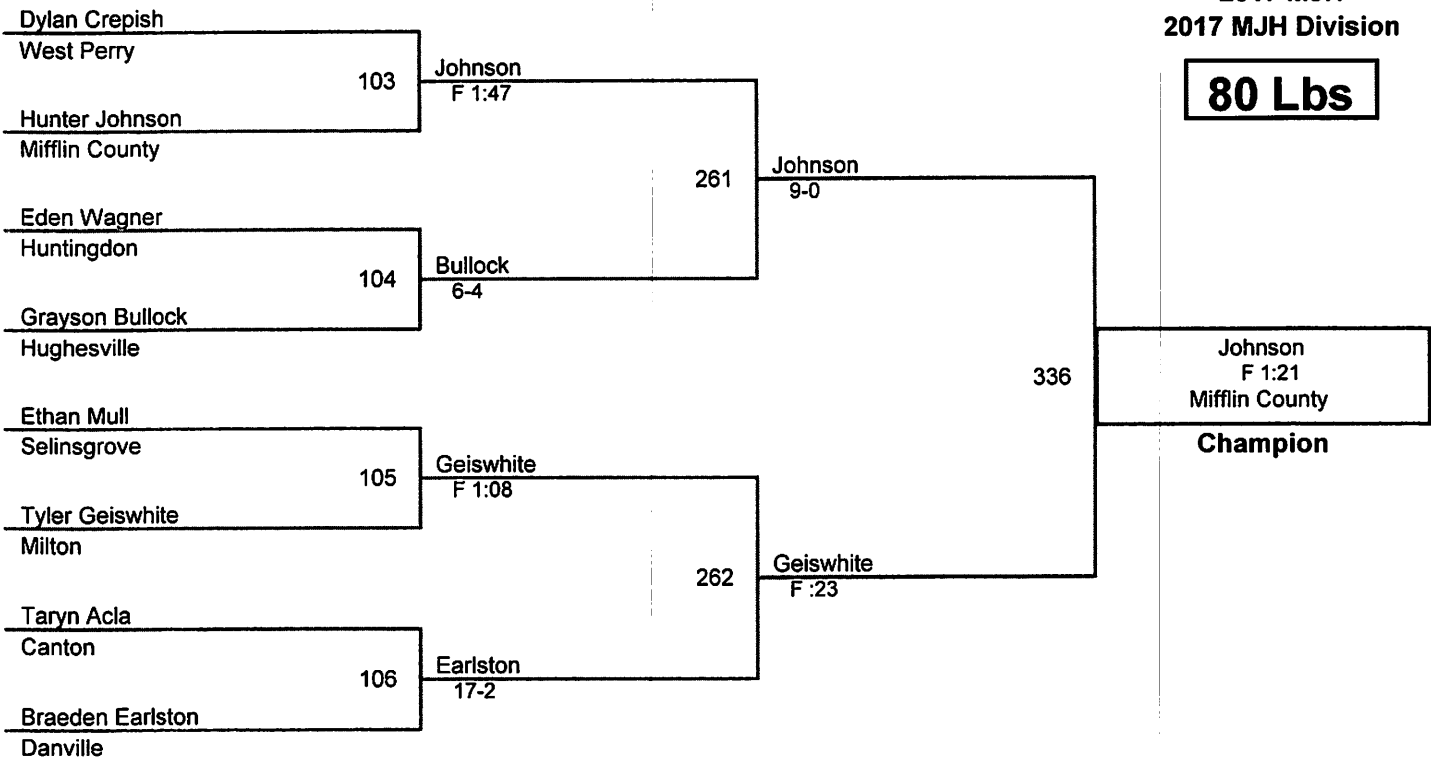 2017 MJH Division
80 Lbs
Dylan Crepish
West Perry
103
Johnson
F 1:47
Hunter Johnson
Mifflin County
261
Johnson
9-0
Eden Wagner
Huntingdon
104
Bullock
6-4
Grayson Bullock
Hughesville
336
Johnson
F 1:21
Mifflin County
Champion
Ethan Mull
Selinsgrove
105
Geiswhite
F 1:08
Tyler Geiswhite
Milton
262
Geiswhite
F :23
Taryn Acla
Canton
106
Earlston
17-2
Braeden Earlston
Danville